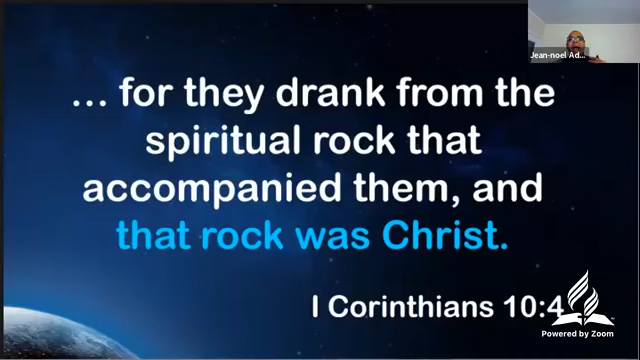 Jean-noel Ad...
... for they drank from the
spiritual rock that
accompanied them, and
that rock was Christ.
I Corinthians 10:4
Powered by Zoom